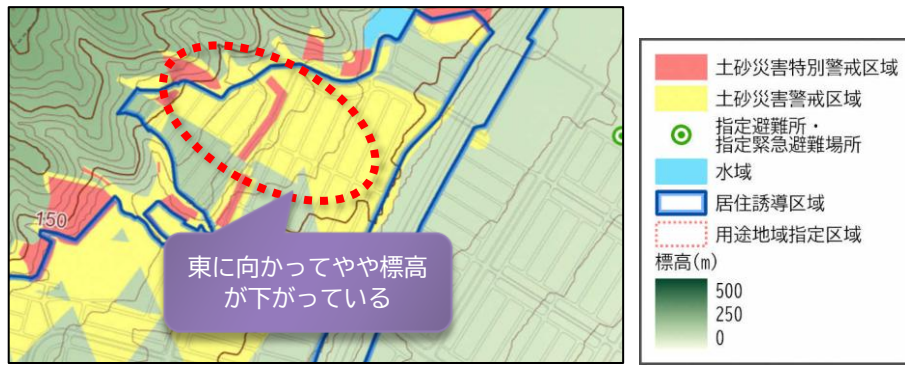 150
東に向かってやや標高
が下がっている
土砂災害特別警戒区域
土砂災害警戒区域
指定避難所・
指定緊急避難場所
水域
居住誘導区域
用途地域指定区域
標高(m)
500
250
0